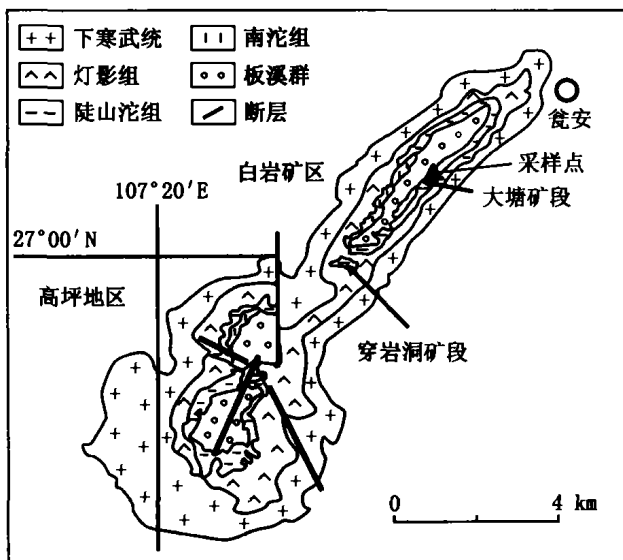 下寒武统
南沱组
灯影组
板溪群
陡山沱组
断层
瓮安
采样点
白岩矿区
大塘矿段
107°20′E
27°00′N
高坪地区
穿岩洞矿段
0 4 km